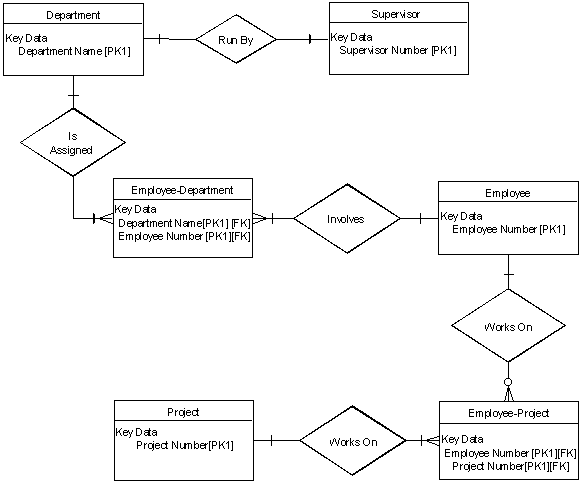 Department
Key Data
Department Name [PK1]
Run By
Supervisor
Key Data
Supervisor Number [PK1]
Is
Assigned
Employee-Department
Key Data
Department Name[PK1] [FK]
Employee Number [PK1][FK]
Involves
Employee
Key Data
Employee Number [PK1]
Works On
Project
Key Data
Project Number[PK1]
Works On
Employee-Project
Key Data
Employee Number [PK1][FK]
Project Number[PK1][FK]